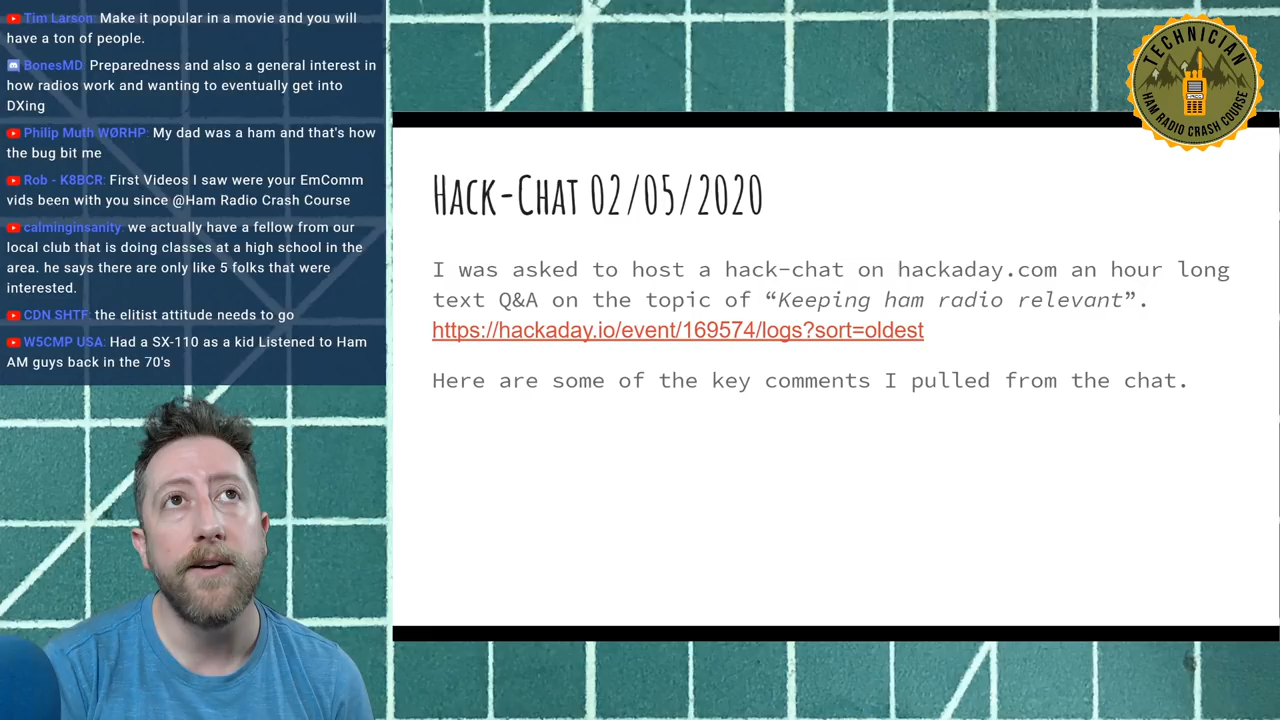 Tim Larson: Make it popular in a movie and you will
have a ton of people.
BonesMD Preparedness and also a general interest in
how radios work and wanting to eventually get into
DXing
Philip Muth WØRHP: My dad was a ham and that's how
the bug bit me
Rob - K8BCR: First Videos I saw were your EmComm
vids been with you since @Ham Radio Crash Course
calminginsanity: we actually have a fellow from our
local club that is doing classes at a high school in the
area. he says there are only like 5 folks that were
interested.
CDN SHTF: the elitist attitude needs to go
W5CMP USA: Had a SX-110 as a kid Listened to Ham
AM guys back in the 70's
TECHNICIAN
HAM RADIO CRASH COURSE
HACK-CHAT 02/05/2020
I was asked to host a hack-chat on hackaday.com an hour long
text Q&A on the topic of “Keeping ham radio relevant”.
https://hackaday.io/event/169574/logs?sort=oldest
Here are some of the key comments I pulled from the chat.